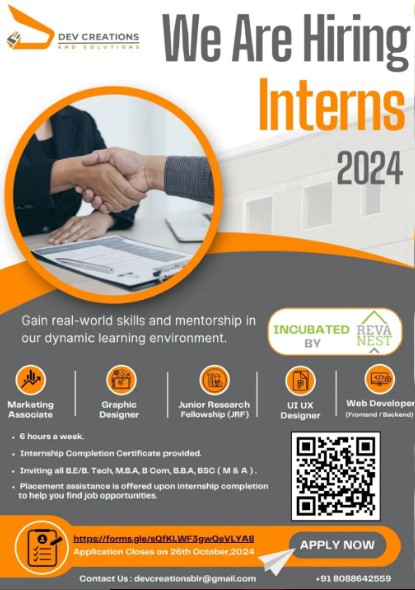 DEV CREATIONS
AND SOLUTIONS
We Are Hiring
Interns
2024
Gain real-world skills and mentorship in
our dynamic learning environment.
INCUBATED
BY
REVA
NEST
Marketing
Associate
Graphic
Designer
Junior Research
Fellowship (JRF)
UI UX
Designer
Web Developer
(Frontend / Backend)
• 6 hours a week.
• Internship Completion Certificate provided.
• Inviting all B.E/B. Tech, M.B.A, B Com, B.B.A, BSC ( M & A ) .
• Placement assistance is offered upon internship completion
to help you find job opportunities.
https://forms.gle/sQfKLWF3gwQeVLYA8
Application Closes on 26th October,2024
APPLY NOW
Contact Us : devcreationsblr@gmail.com
+91 8088642559